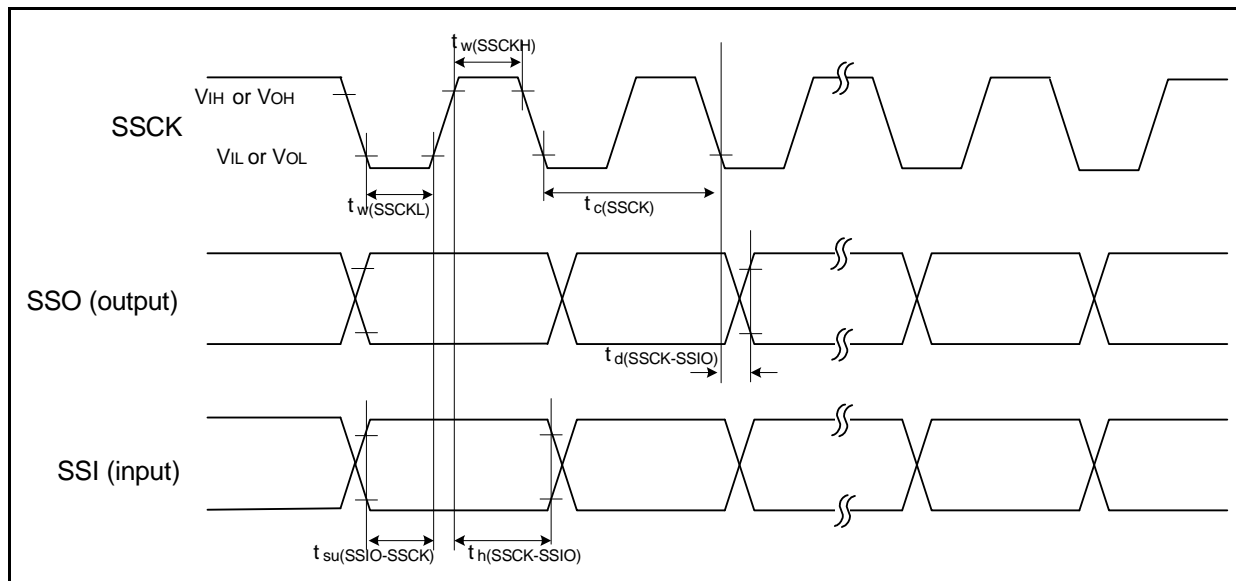 t w(SSCKH)
VIH or VOH
SSCK
VIL or VOL
t w(SSCKL)
t c(SSCK)
SSO (output)
t d(SSCK-SSIO)
SSI (input)
t su(SSIO-SSCK)
t h(SSCK-SSIO)